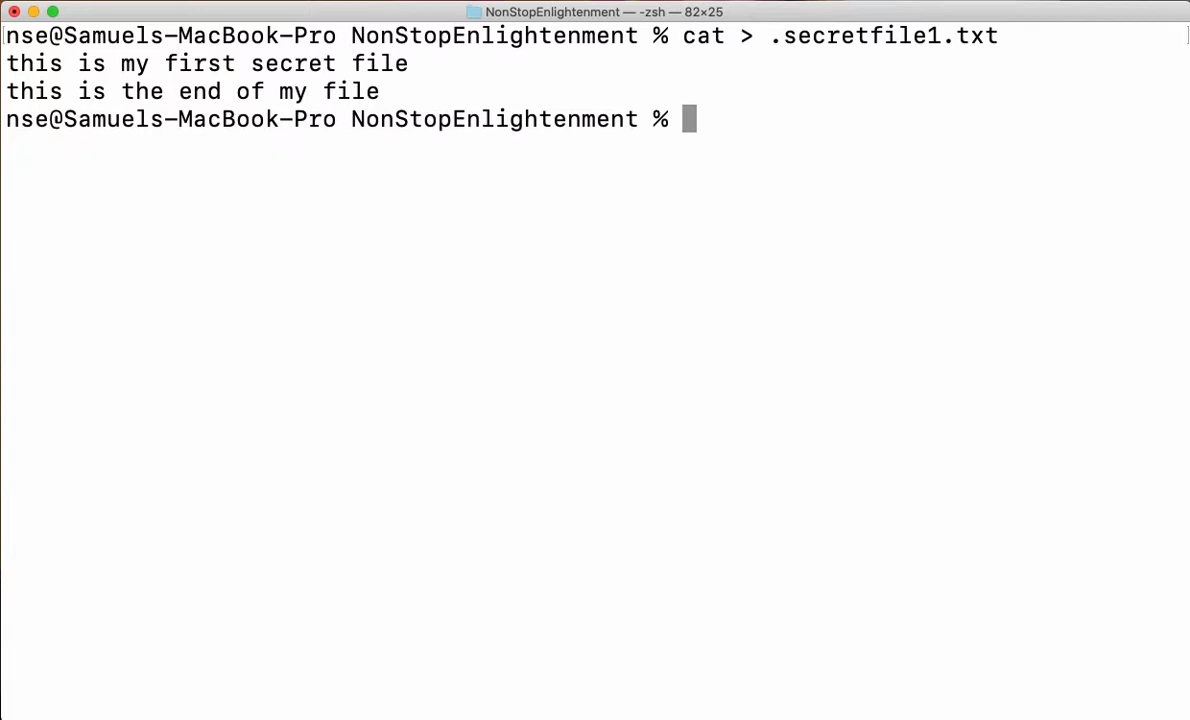 NonStopEnlightenment — -zsh — 82×25
nse@Samuels-MacBook-Pro NonStopEnlightenment % cat > .secretfile1.txt
this is my first secret file
this is the end of my file
nse@Samuels-MacBook-Pro NonStopEnlightenment %